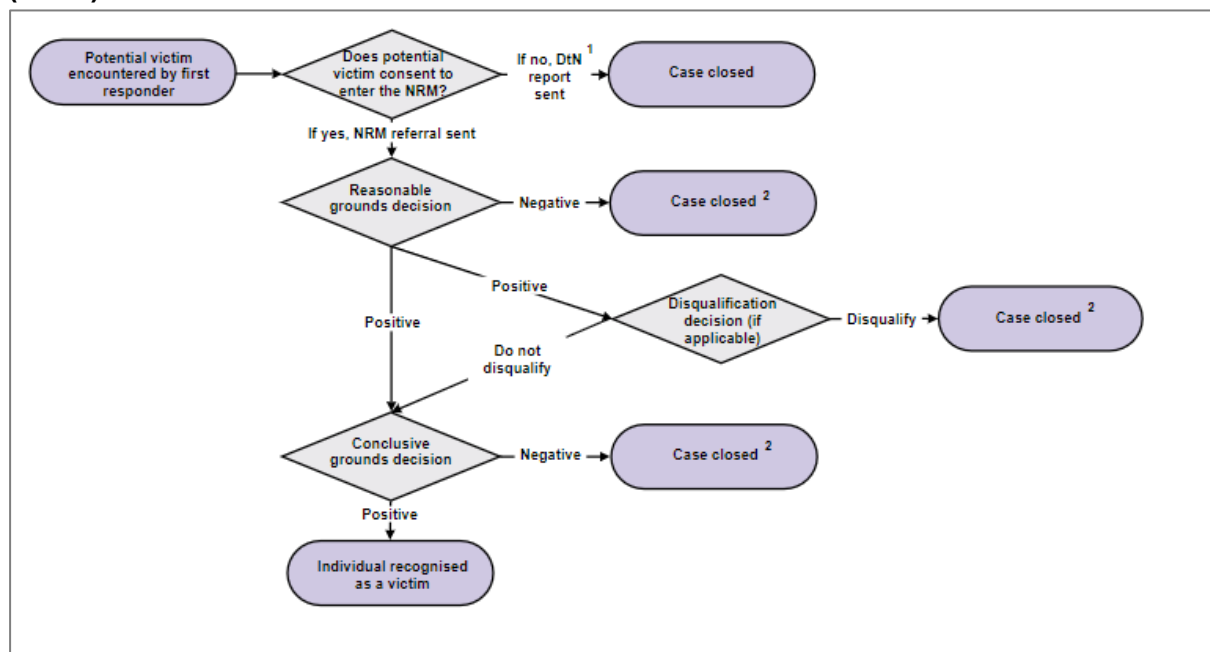 Potential victim
encountered by first
responder
Does potential
victim consent to
enter the NRM?
If no, DtN 1
report
sent
Case closed
If yes, NRM referral sent
Reasonable
grounds decision
Negative
Case closed 2
Positive
Positive
Disqualification
decision (if
applicable)
Disqualify
Case closed 2
Do not
disqualify
Conclusive
grounds decision
Negative
Case closed 2
Positive
Individual recognised
as a victim